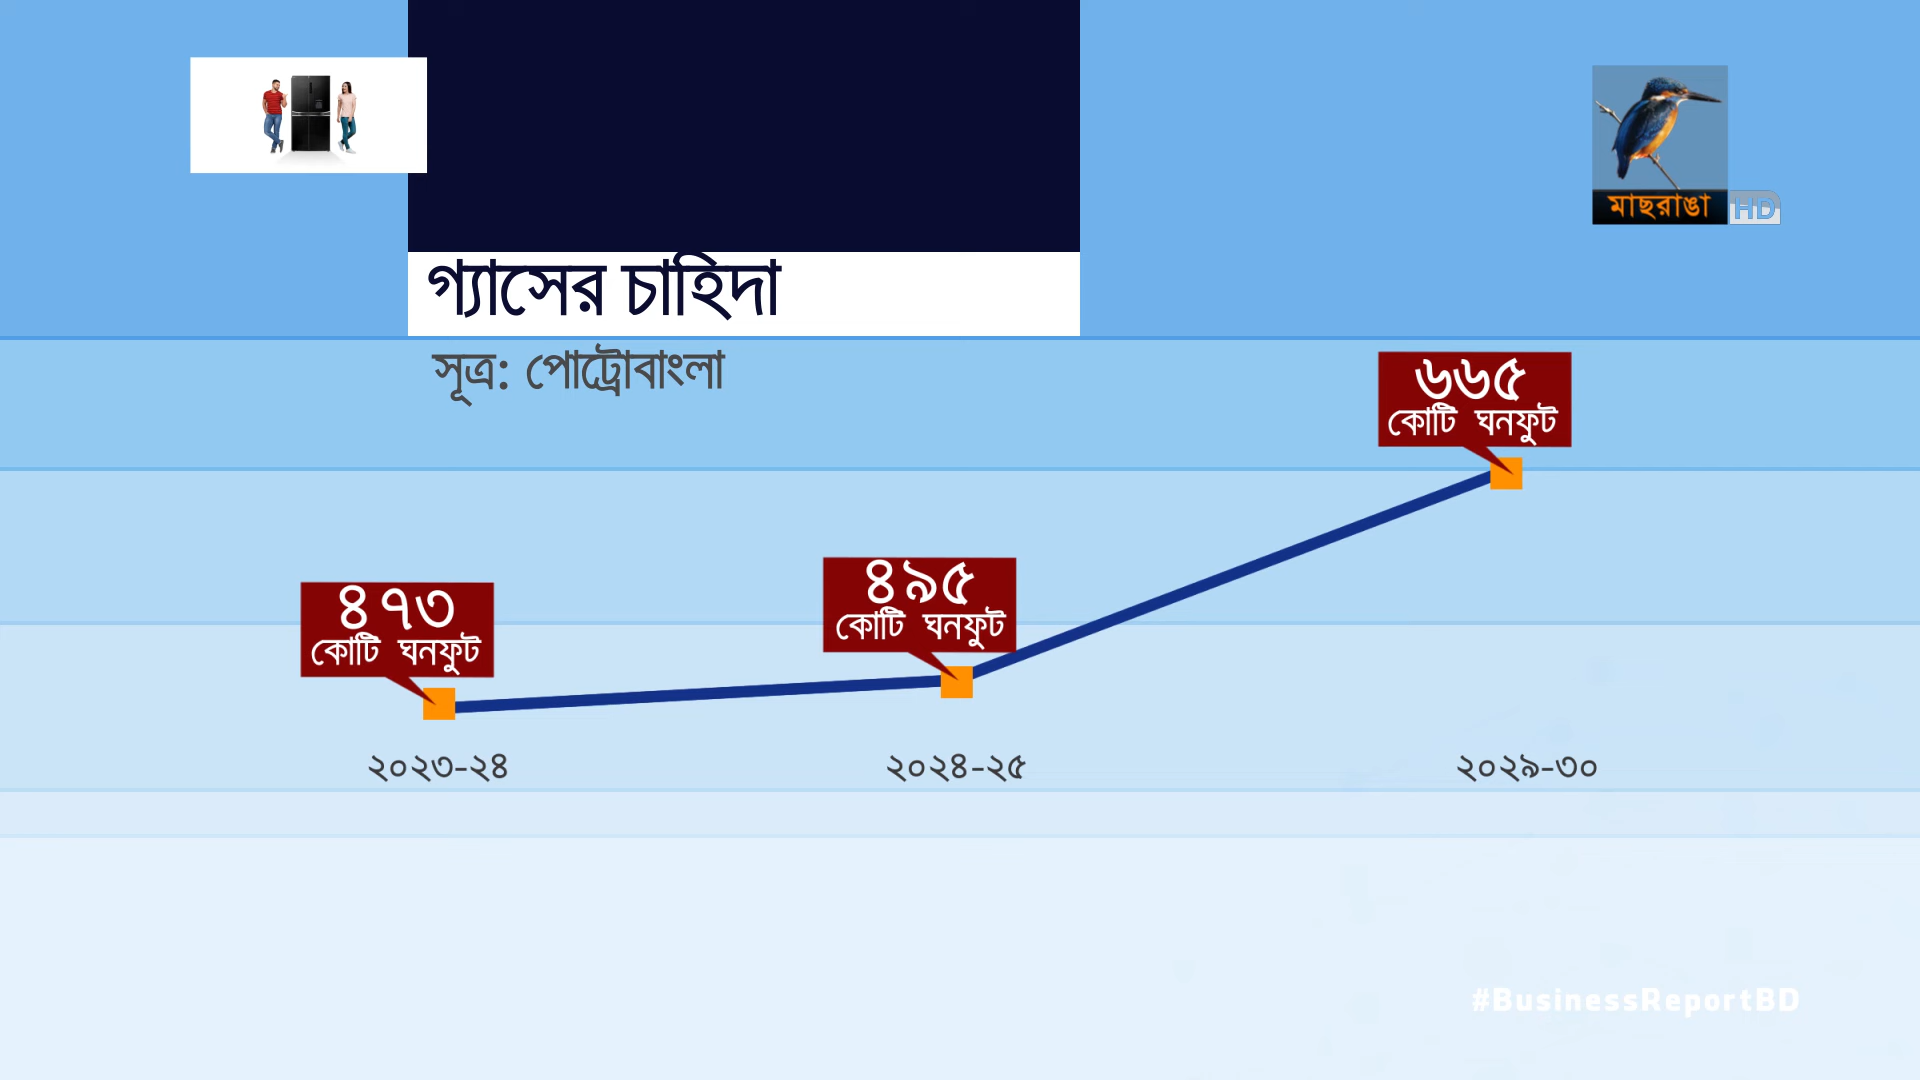 মাছরাঙা HD
গ্যাসের চাহিদা
সূত্র: পোট্রোবাংলা
৬৬৫
কোটি ঘনফুট
৪৯৫
কোটি ঘনফুট
৪৭৩
কোটি ঘনফুট
২০২৩-২৪ ২০২৪-২৫ ২০২৯-৩০
#BusinessReportBD